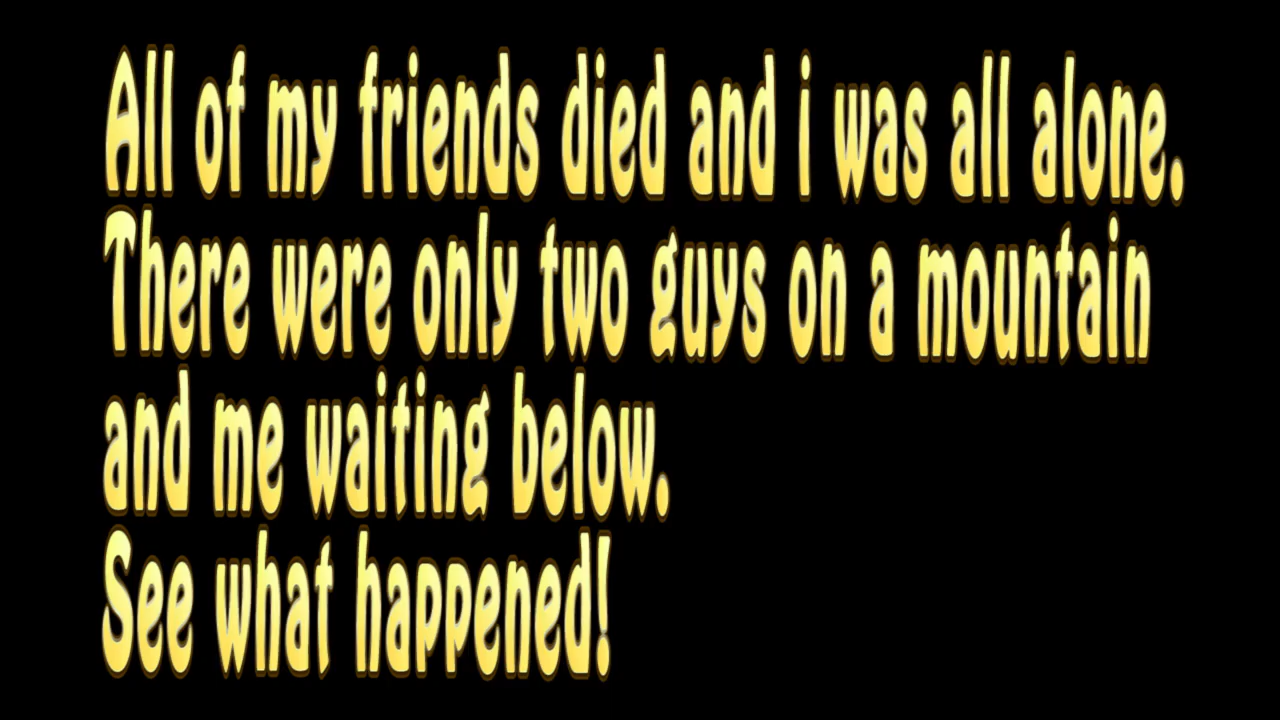 All of my friends died and i was all alone.
There were only two guys on a mountain
and me waiting below.
See what happened!